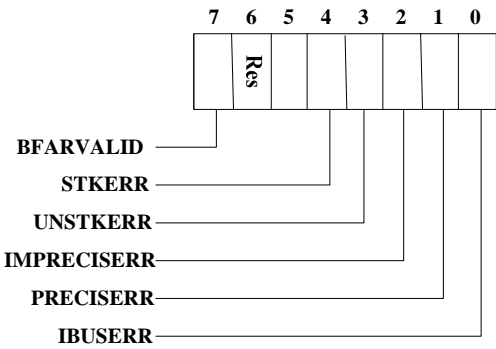 7 6 5 4 3 2 1 0
Res
BFARVALID
STKERR
UNSTKERR
IMPRECISERR
PRECISERR
IBUSERR